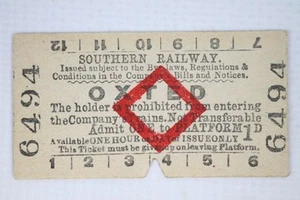 12 | 11 | 10 | 9 | 8 | 7
SOUTHERN RAILWAY.
Issued subject to the Bye-laws, Regulations &
Conditions in the Company's Bills and Notices.
OXTED
The holder is prohibited from entering
the Company's Trains. Not Transferable
Admit ONE to PLATFORM 1D
Available ONE HOUR on DAY of ISSUE ONLY
This Ticket must be given up on leaving Platform.
1 | 2 | 3 | 4 | 5 | 6
6494
6494